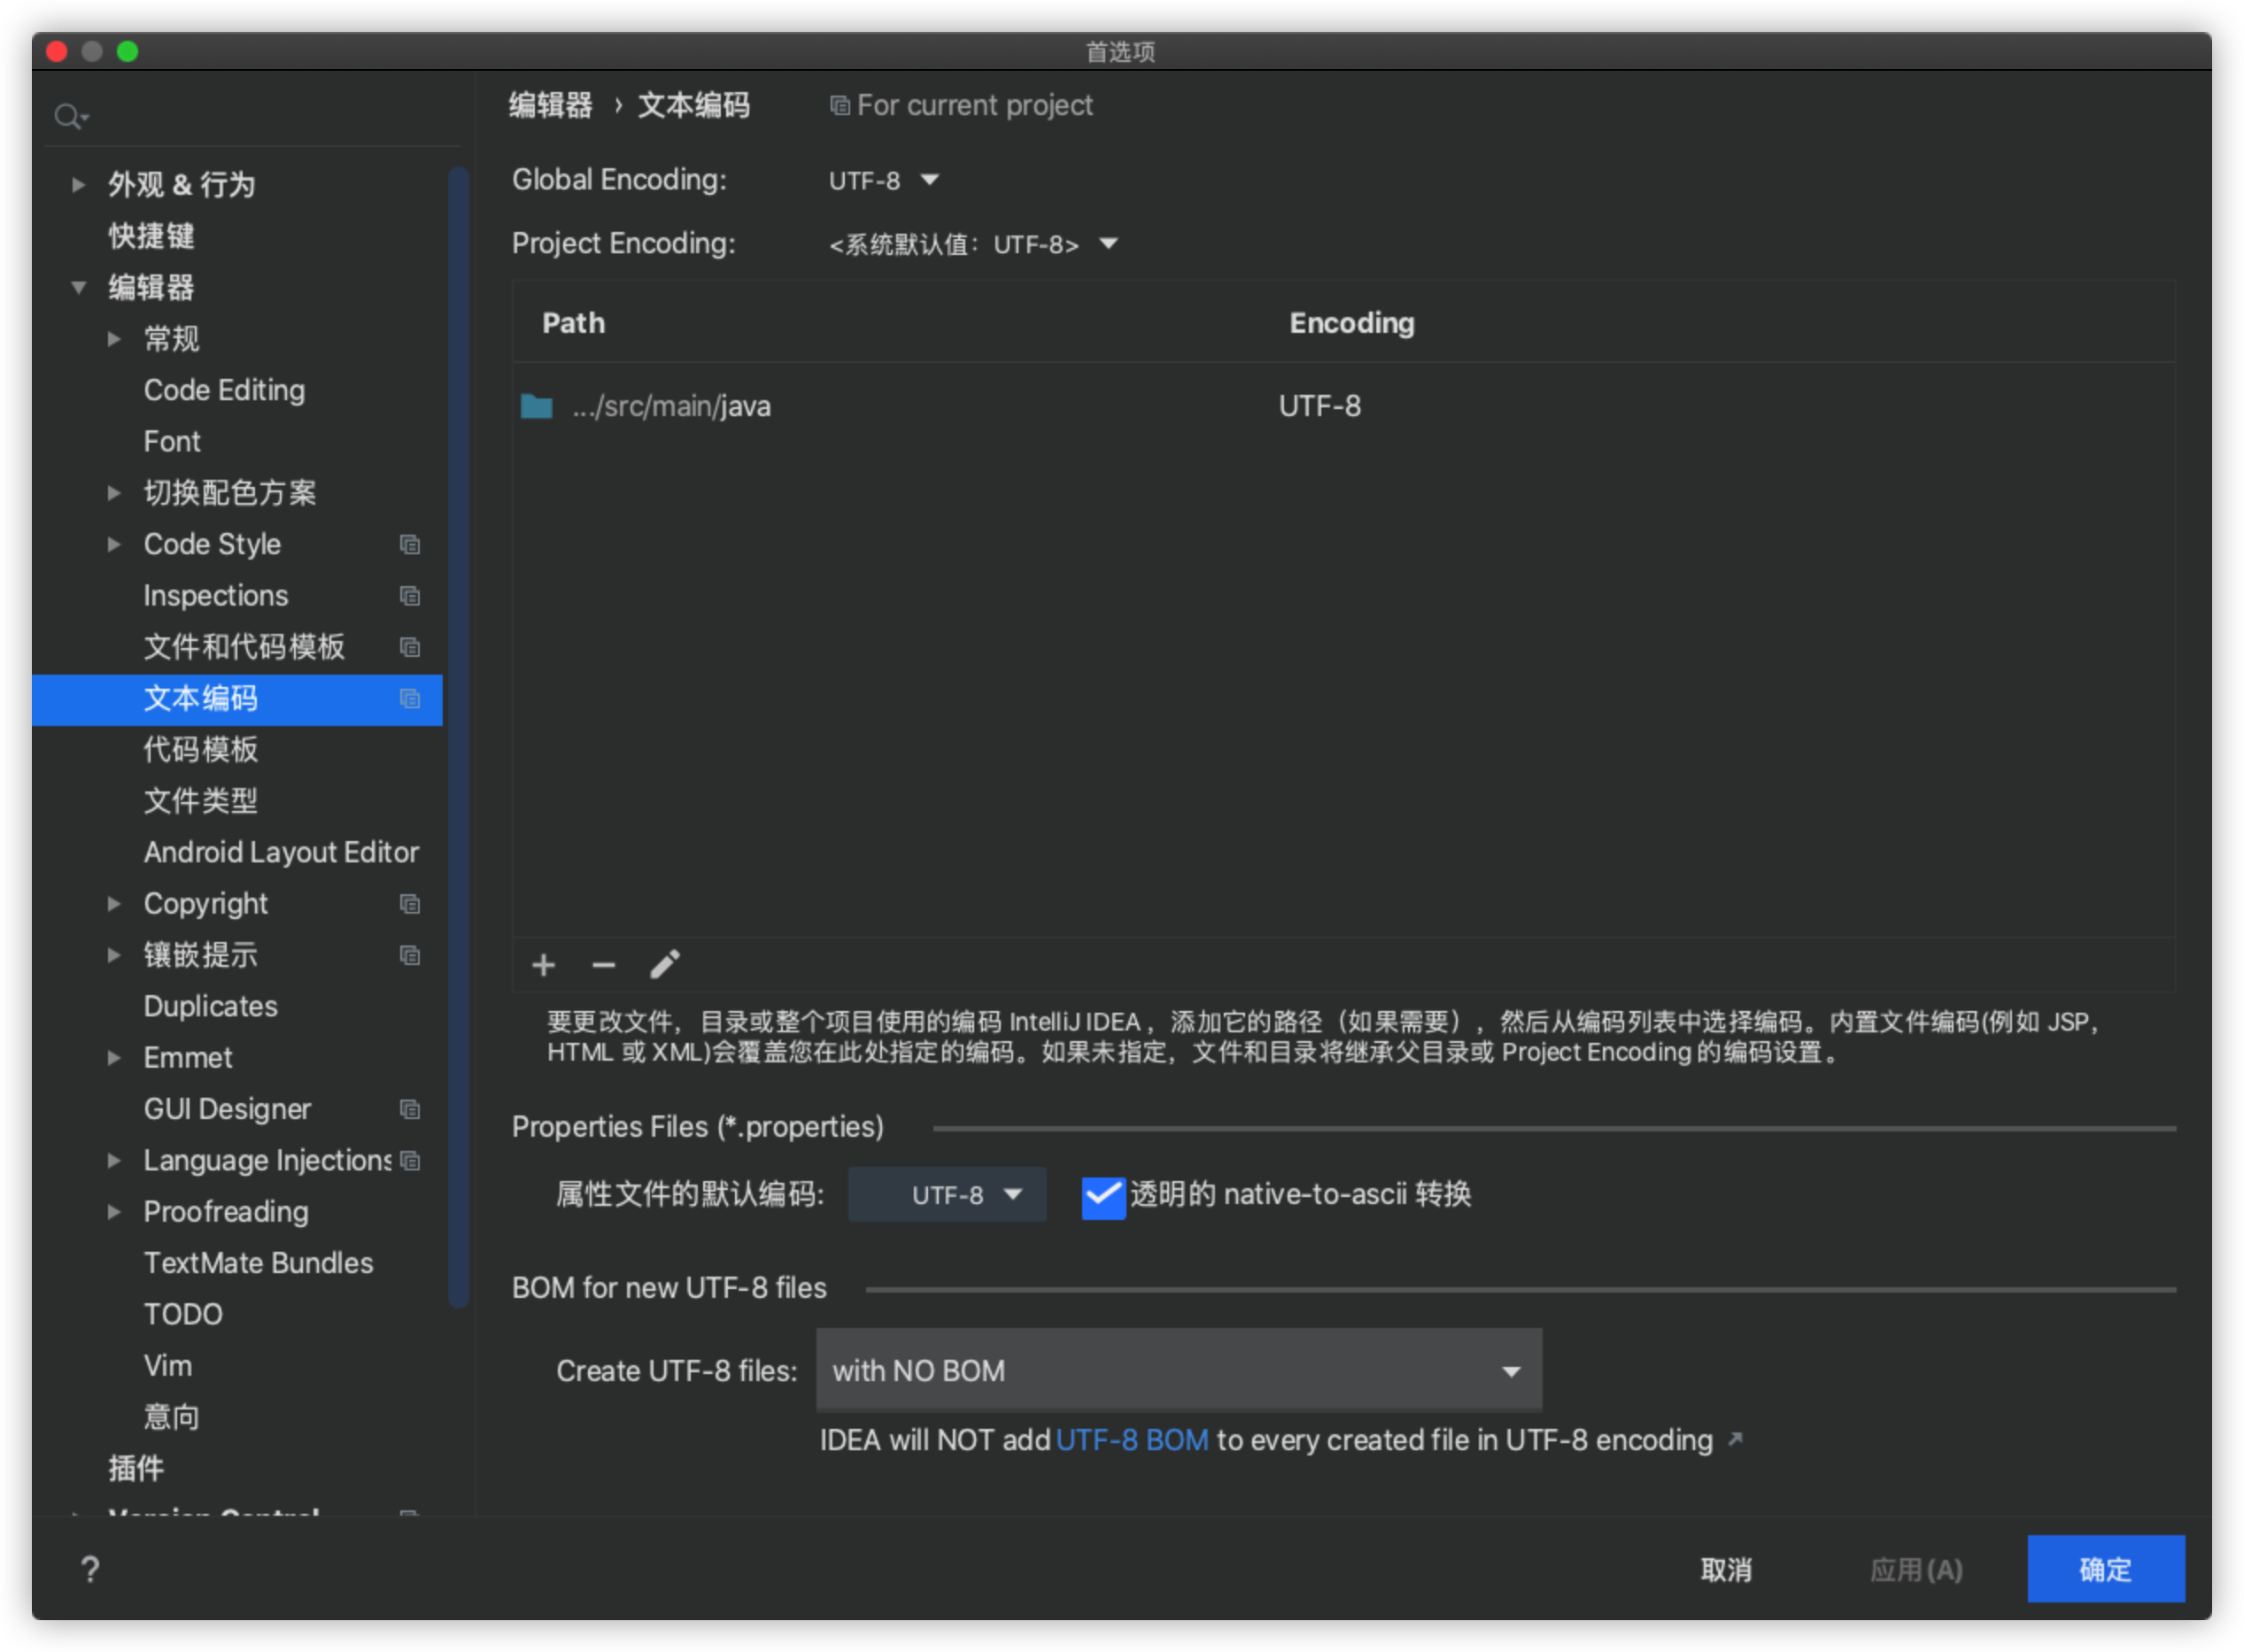 首选项
外观 & 行为
快捷键
编辑器
常规
Code Editing
Font
切换配色方案
Code Style
Inspections
文件和代码模板
文本编码
代码模板
文件类型
Android Layout Editor
Copyright
镶嵌提示
Duplicates
Emmet
GUI Designer
Language Injections
Proofreading
TextMate Bundles
TODO
Vim
意向
插件
Version Control
编辑器 › 文本编码 For current project
Global Encoding: UTF-8
Project Encoding: <系统默认值：UTF-8>
Path Encoding
.../src/main/java UTF-8
要更改文件，目录或整个项目使用的编码 IntelliJ IDEA，添加它的路径（如果需要），然后从编码列表中选择编码。内置文件编码(例如 JSP，
HTML 或 XML)会覆盖您在此处指定的编码。如果未指定，文件和目录将继承父目录或 Project Encoding 的编码设置。
Properties Files (*.properties)
属性文件的默认编码: UTF-8 透明的 native-to-ascii 转换
BOM for new UTF-8 files
Create UTF-8 files: with NO BOM
IDEA will NOT add UTF-8 BOM to every created file in UTF-8 encoding ↗
? 取消 应用(A) 确定